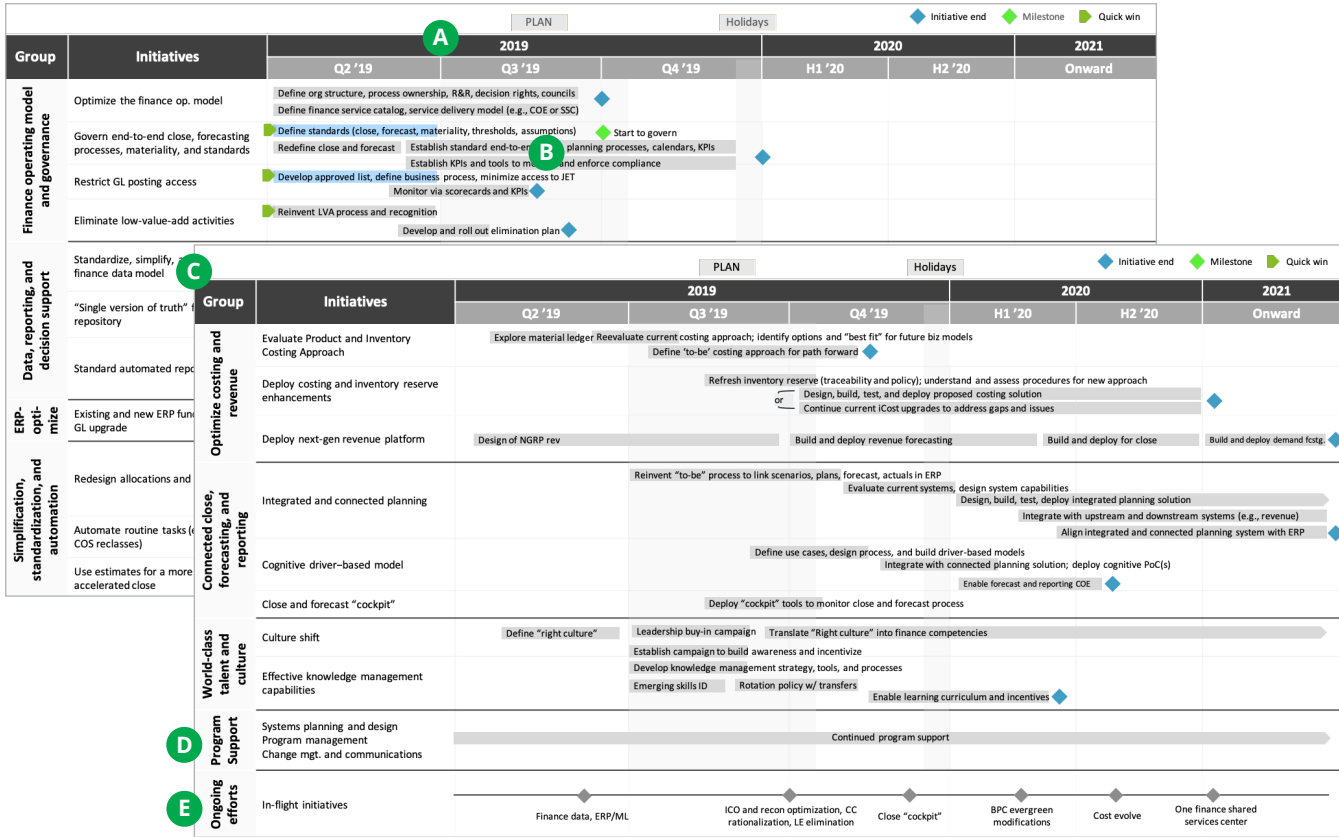 PLAN
Holidays
Initiative end
Milestone
Quick win
A
Group
Initiatives
2019
2020
2021
Q2 '19
Q3 '19
Q4 '19
H1 '20
H2 '20
Onward
Finance operating model
and governance
Optimize the finance op. model
Define org structure, process ownership, R&R, decision rights, councils
Define finance service catalog, service delivery model (e.g., COE or SSC)
Govern end-to-end close, forecasting
processes, materiality, and standards
Define standards (close, forecast, materiality, thresholds, assumptions)
Start to govern
Redefine close and forecast
Establish standard end-to-en
planning processes, calendars, KPIs
B
Establish KPIs and tools to m
and enforce compliance
Restrict GL posting access
Develop approved list, define business process, minimize access to JET
Monitor via scorecards and KPIs
Eliminate low-value-add activities
Reinvent LVA process and recognition
Develop and roll out elimination plan
Data, reporting, and
decision support
Standardize, simplify,
finance data model
"Single version of truth"
repository
Standard automated repo
ERP-
opti-
mize
Existing and new ERP fun
GL upgrade
Simplification,
standardization, and
automation
Redesign allocations and
Automate routine tasks (e
COS reclasses)
Use estimates for a more
accelerated close
C
PLAN
Holidays
Initiative end
Milestone
Quick win
Group
Initiatives
2019
2020
2021
Q2 '19
Q3 '19
Q4 '19
H1 '20
H2 '20
Onward
Optimize costing and
revenue
Evaluate Product and Inventory
Costing Approach
Explore material ledger
Reevaluate current costing approach; identify options and "best fit" for future biz models
Define 'to-be' costing approach for path forward
Deploy costing and inventory reserve
enhancements
Refresh inventory reserve (traceability and policy); understand and assess procedures for new approach
or
Design, build, test, and deploy proposed costing solution
Continue current iCost upgrades to address gaps and issues
Deploy next-gen revenue platform
Design of NGRP rev
Build and deploy revenue forecasting
Build and deploy for close
Build and deploy demand fcstg.
Connected close,
forecasting, and
reporting
Integrated and connected planning
Reinvent "to-be" process to link scenarios, plans, forecast, actuals in ERP
Evaluate current systems, design system capabilities
Design, build, test, deploy integrated planning solution
Integrate with upstream and downstream systems (e.g., revenue)
Align integrated and connected planning system with ERP
Cognitive driver–based model
Define use cases, design process, and build driver-based models
Integrate with connected planning solution; deploy cognitive PoC(s)
Enable forecast and reporting COE
Close and forecast "cockpit"
Deploy "cockpit" tools to monitor close and forecast process
World-class
talent and
culture
Culture shift
Define "right culture"
Leadership buy-in campaign
Translate "Right culture" into finance competencies
Establish campaign to build awareness and incentivize
Effective knowledge management
capabilities
Develop knowledge management strategy, tools, and processes
Emerging skills ID
Rotation policy w/ transfers
Enable learning curriculum and incentives
D
Program
Support
Systems planning and design
Program management
Change mgt. and communications
Continued program support
E
Ongoing
efforts
In-flight initiatives
Finance data, ERP/ML
ICO and recon optimization, CC
rationalization, LE elimination
Close "cockpit"
BPC evergreen
modifications
Cost evolve
One finance shared
services center